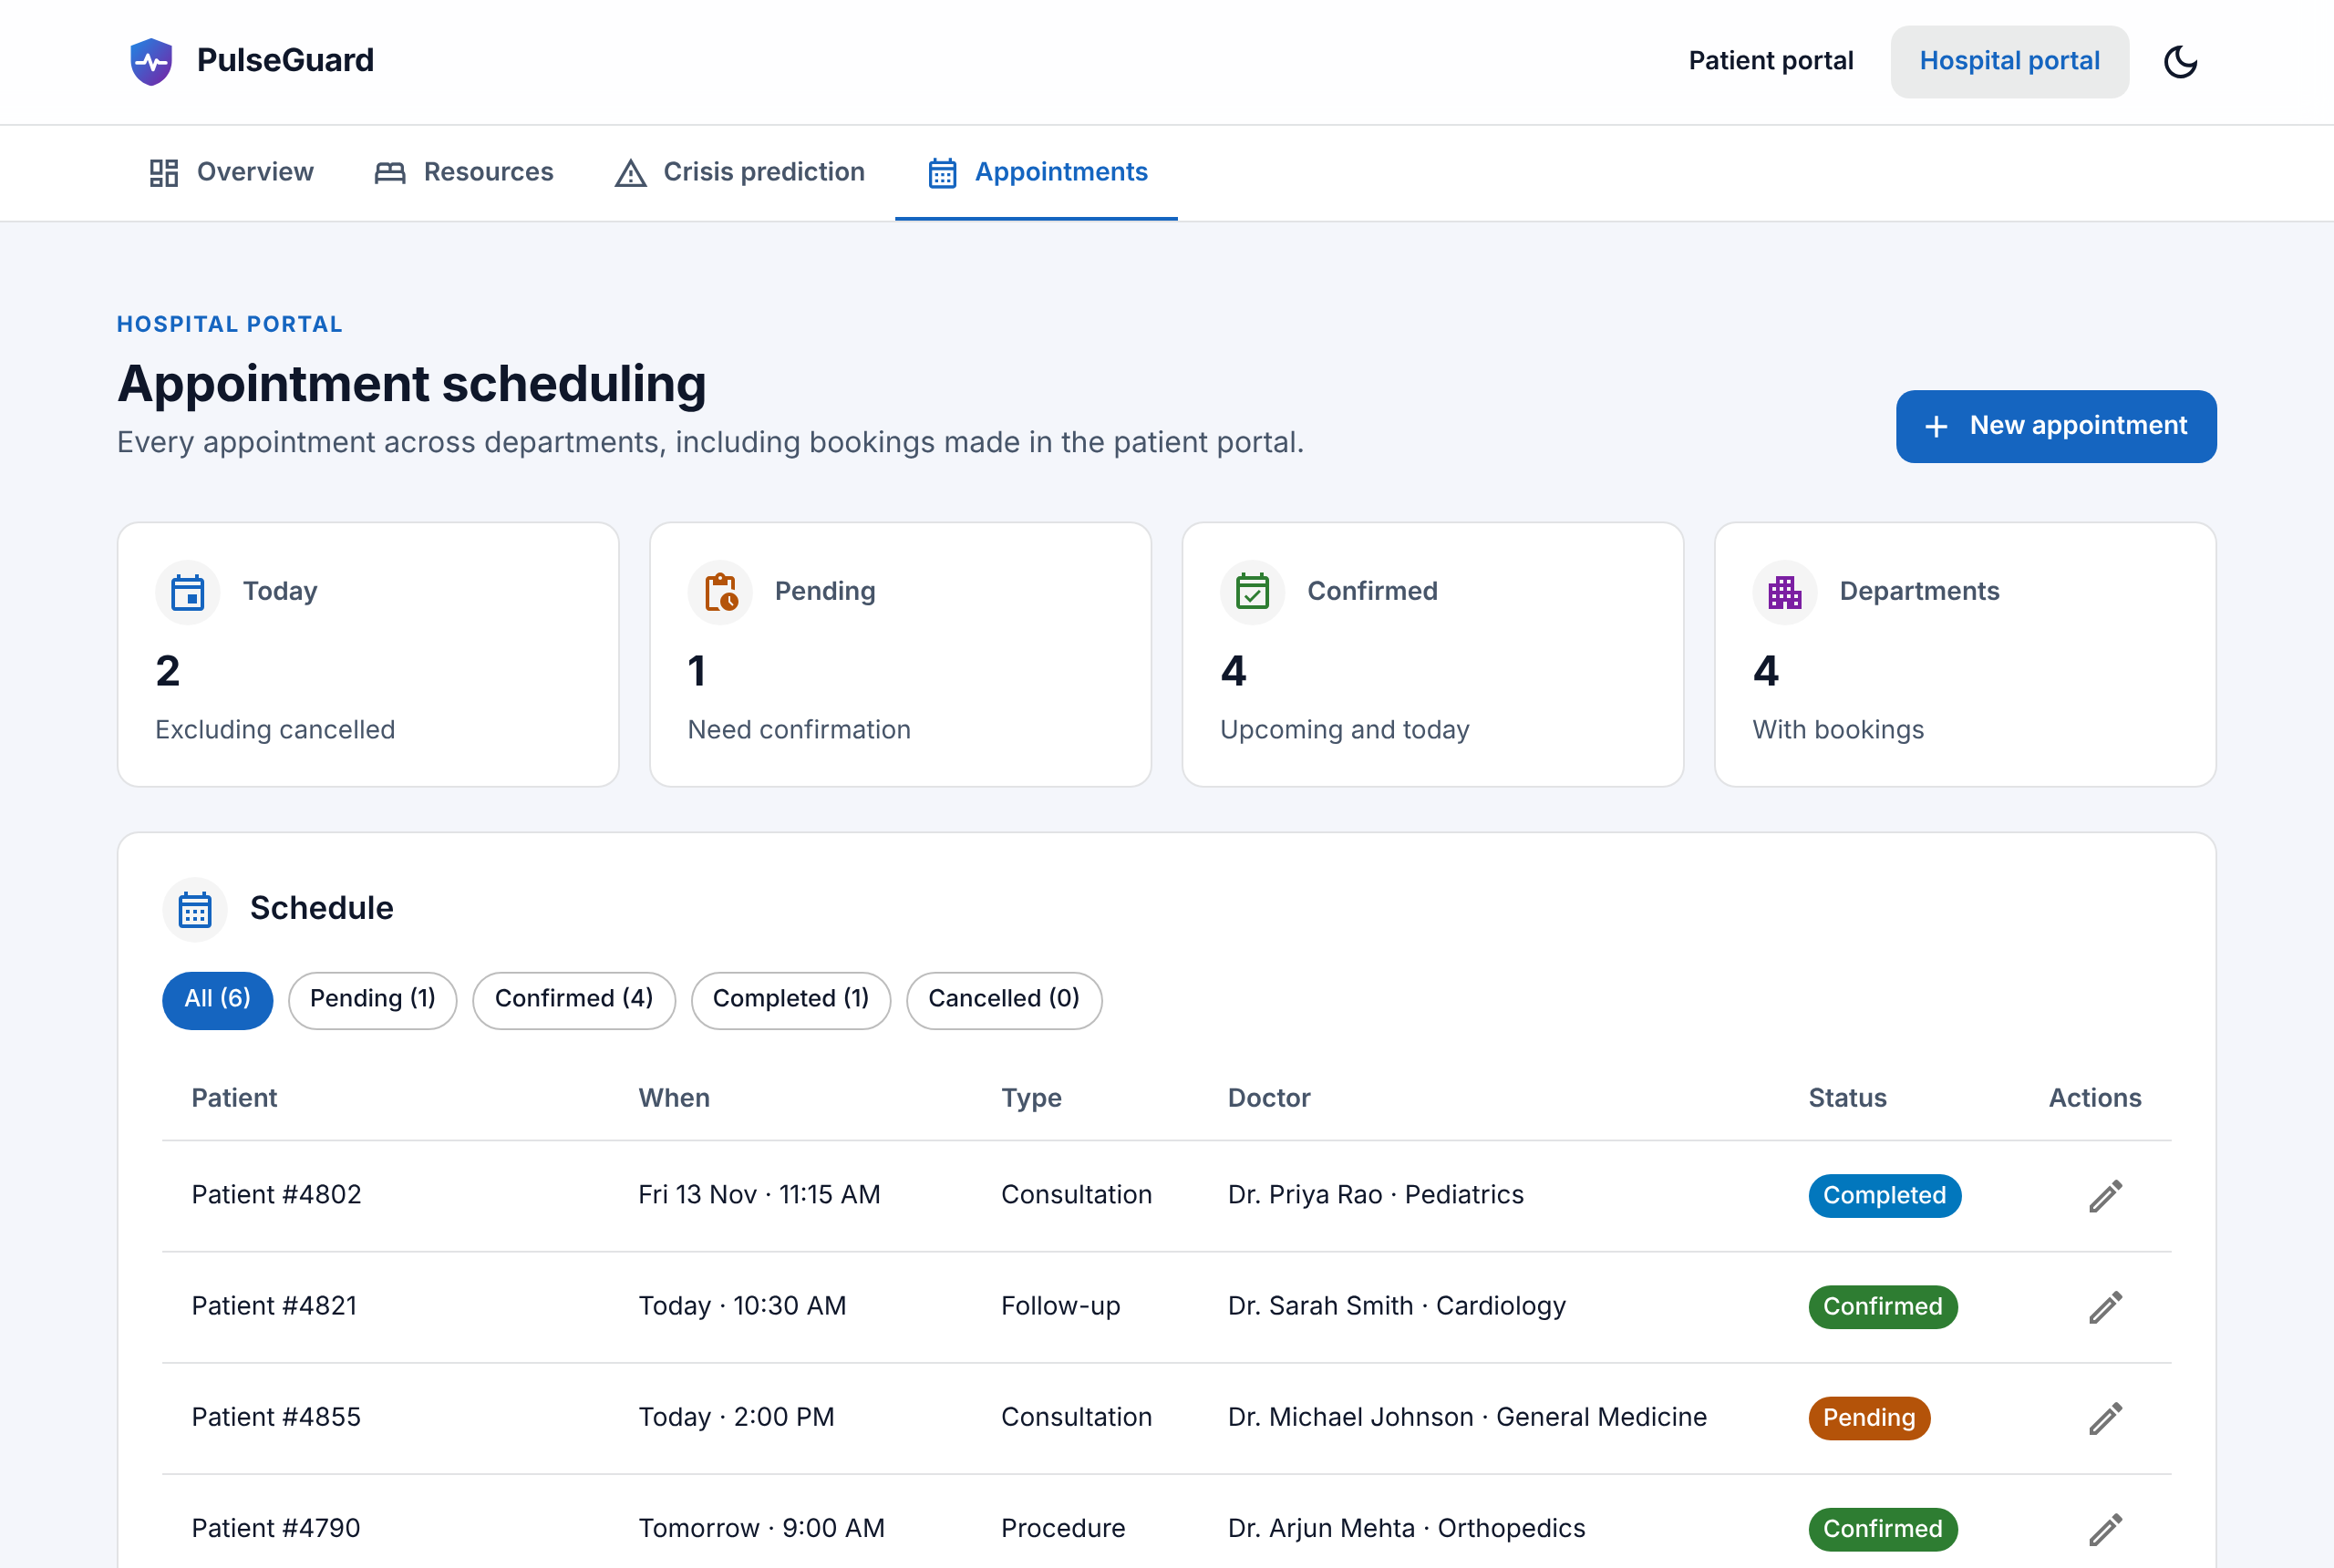 PulseGuard
Patient portal
Hospital portal
Overview
Resources
Crisis prediction
Appointments
HOSPITAL PORTAL
Appointment scheduling
Every appointment across departments, including bookings made in the patient portal.
New appointment
Today
2
Excluding cancelled
Pending
1
Need confirmation
Confirmed
4
Upcoming and today
Departments
4
With bookings
Schedule
All (6)
Pending (1)
Confirmed (4)
Completed (1)
Cancelled (0)
Patient When Type Doctor Status Actions
Patient #4802 Fri 13 Nov · 11:15 AM Consultation Dr. Priya Rao · Pediatrics Completed
Patient #4821 Today · 10:30 AM Follow-up Dr. Sarah Smith · Cardiology Confirmed
Patient #4855 Today · 2:00 PM Consultation Dr. Michael Johnson · General Medicine Pending
Patient #4790 Tomorrow · 9:00 AM Procedure Dr. Arjun Mehta · Orthopedics Confirmed